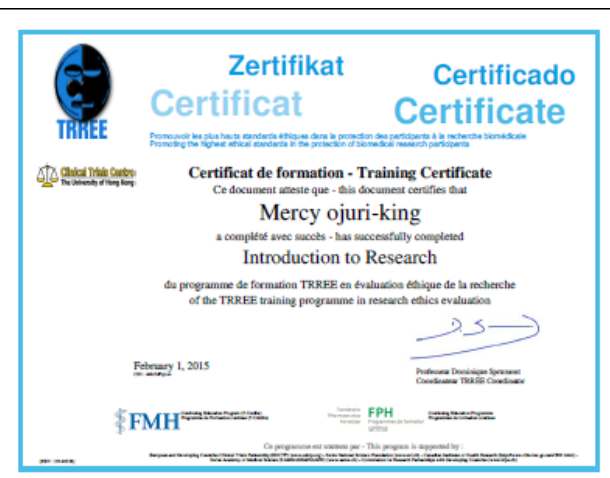 Zertifikat
Certificado
Certificat
Certificate
TRREE
Promouvoir les plus hauts standards éthiques dans la protection des participants à la recherche biomédicale
Promoting the highest ethical standards in the protection of biomedical research participants
Clinical Trials Centre
The University of Hong Kong
Certificat de formation - Training Certificate
Ce document atteste que - this document certifies that
Mercy ojuri-king
a complété avec succès - has successfully completed
Introduction to Research
du programme de formation TRREE en évaluation éthique de la recherche
of the TRREE training programme in research ethics evaluation
February 1, 2015
Professeur Dominique Sprumont
Coordinateur TRREE Coordinator
FMH
FPH
Programmes de formation
Ce programme est soutenu par - This program is supported by :